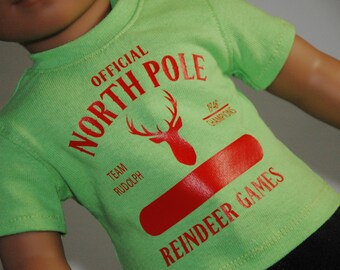 OFFICIAL
NORTH POLE
TEAM
RUDOLPH
REINDEER GAMES